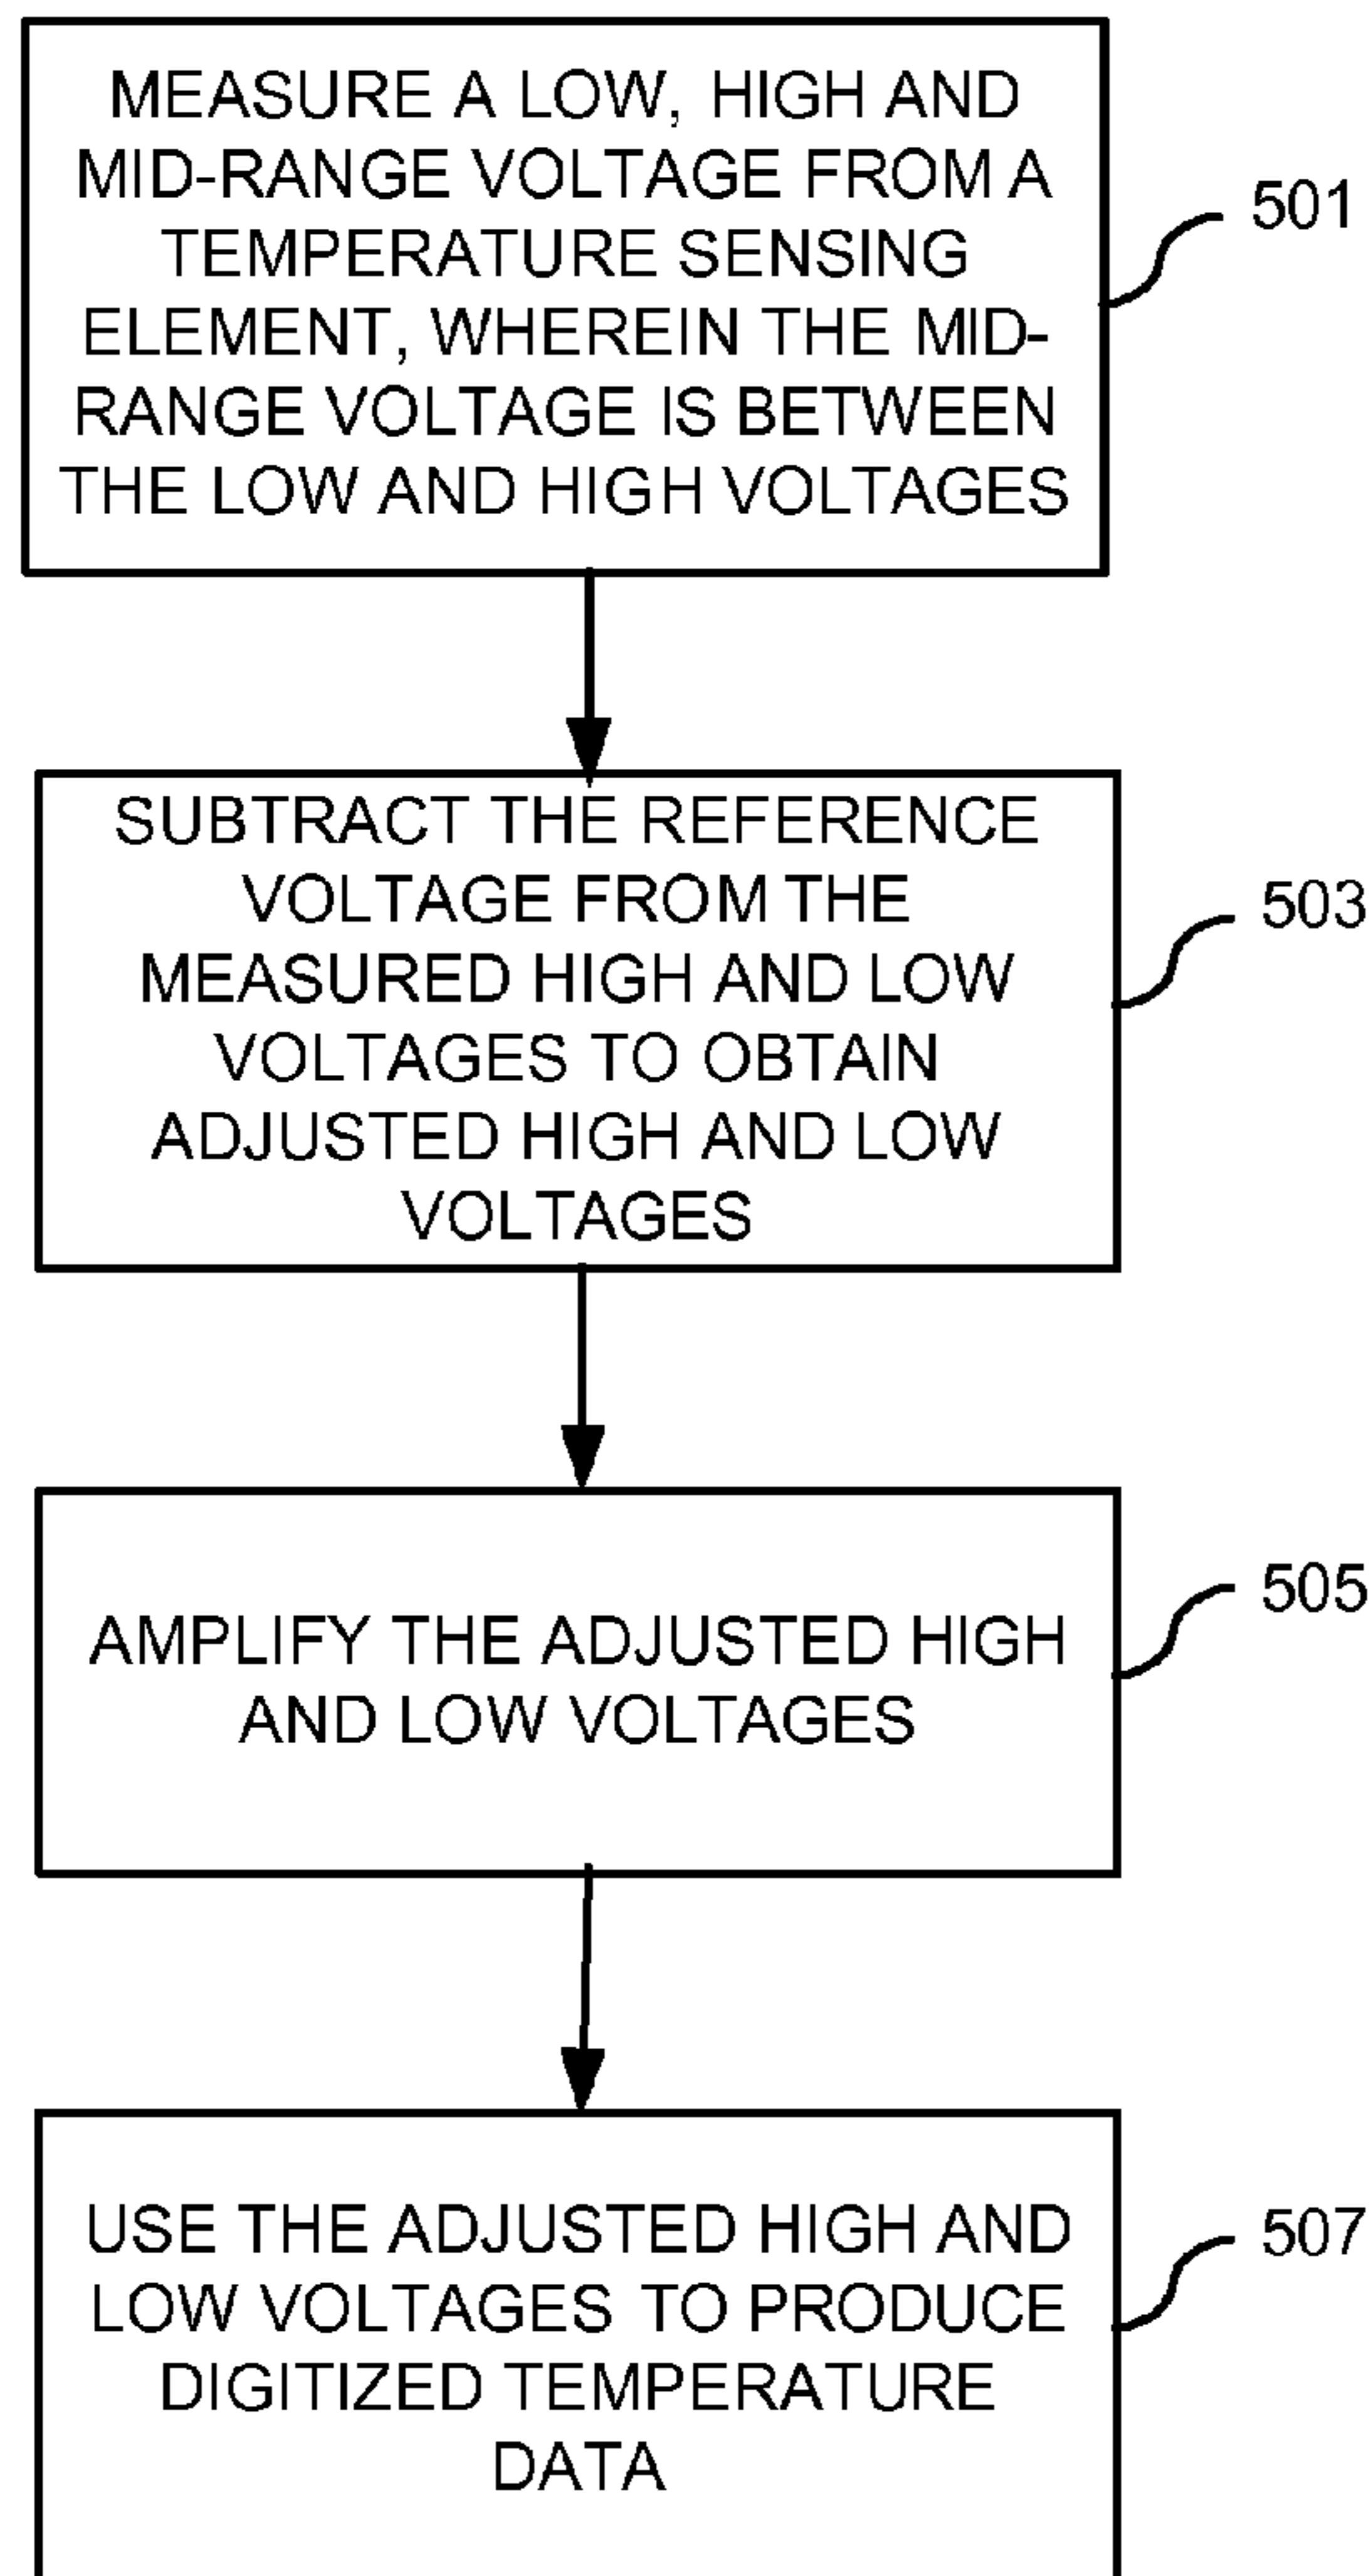 MEASURE A LOW, HIGH AND
MID-RANGE VOLTAGE FROM A
TEMPERATURE SENSING
ELEMENT, WHEREIN THE MID-
RANGE VOLTAGE IS BETWEEN
THE LOW AND HIGH VOLTAGES
501
SUBTRACT THE REFERENCE
VOLTAGE FROM THE
MEASURED HIGH AND LOW
VOLTAGES TO OBTAIN
ADJUSTED HIGH AND LOW
VOLTAGES
503
AMPLIFY THE ADJUSTED HIGH
AND LOW VOLTAGES
505
USE THE ADJUSTED HIGH AND
LOW VOLTAGES TO PRODUCE
DIGITIZED TEMPERATURE
DATA
507